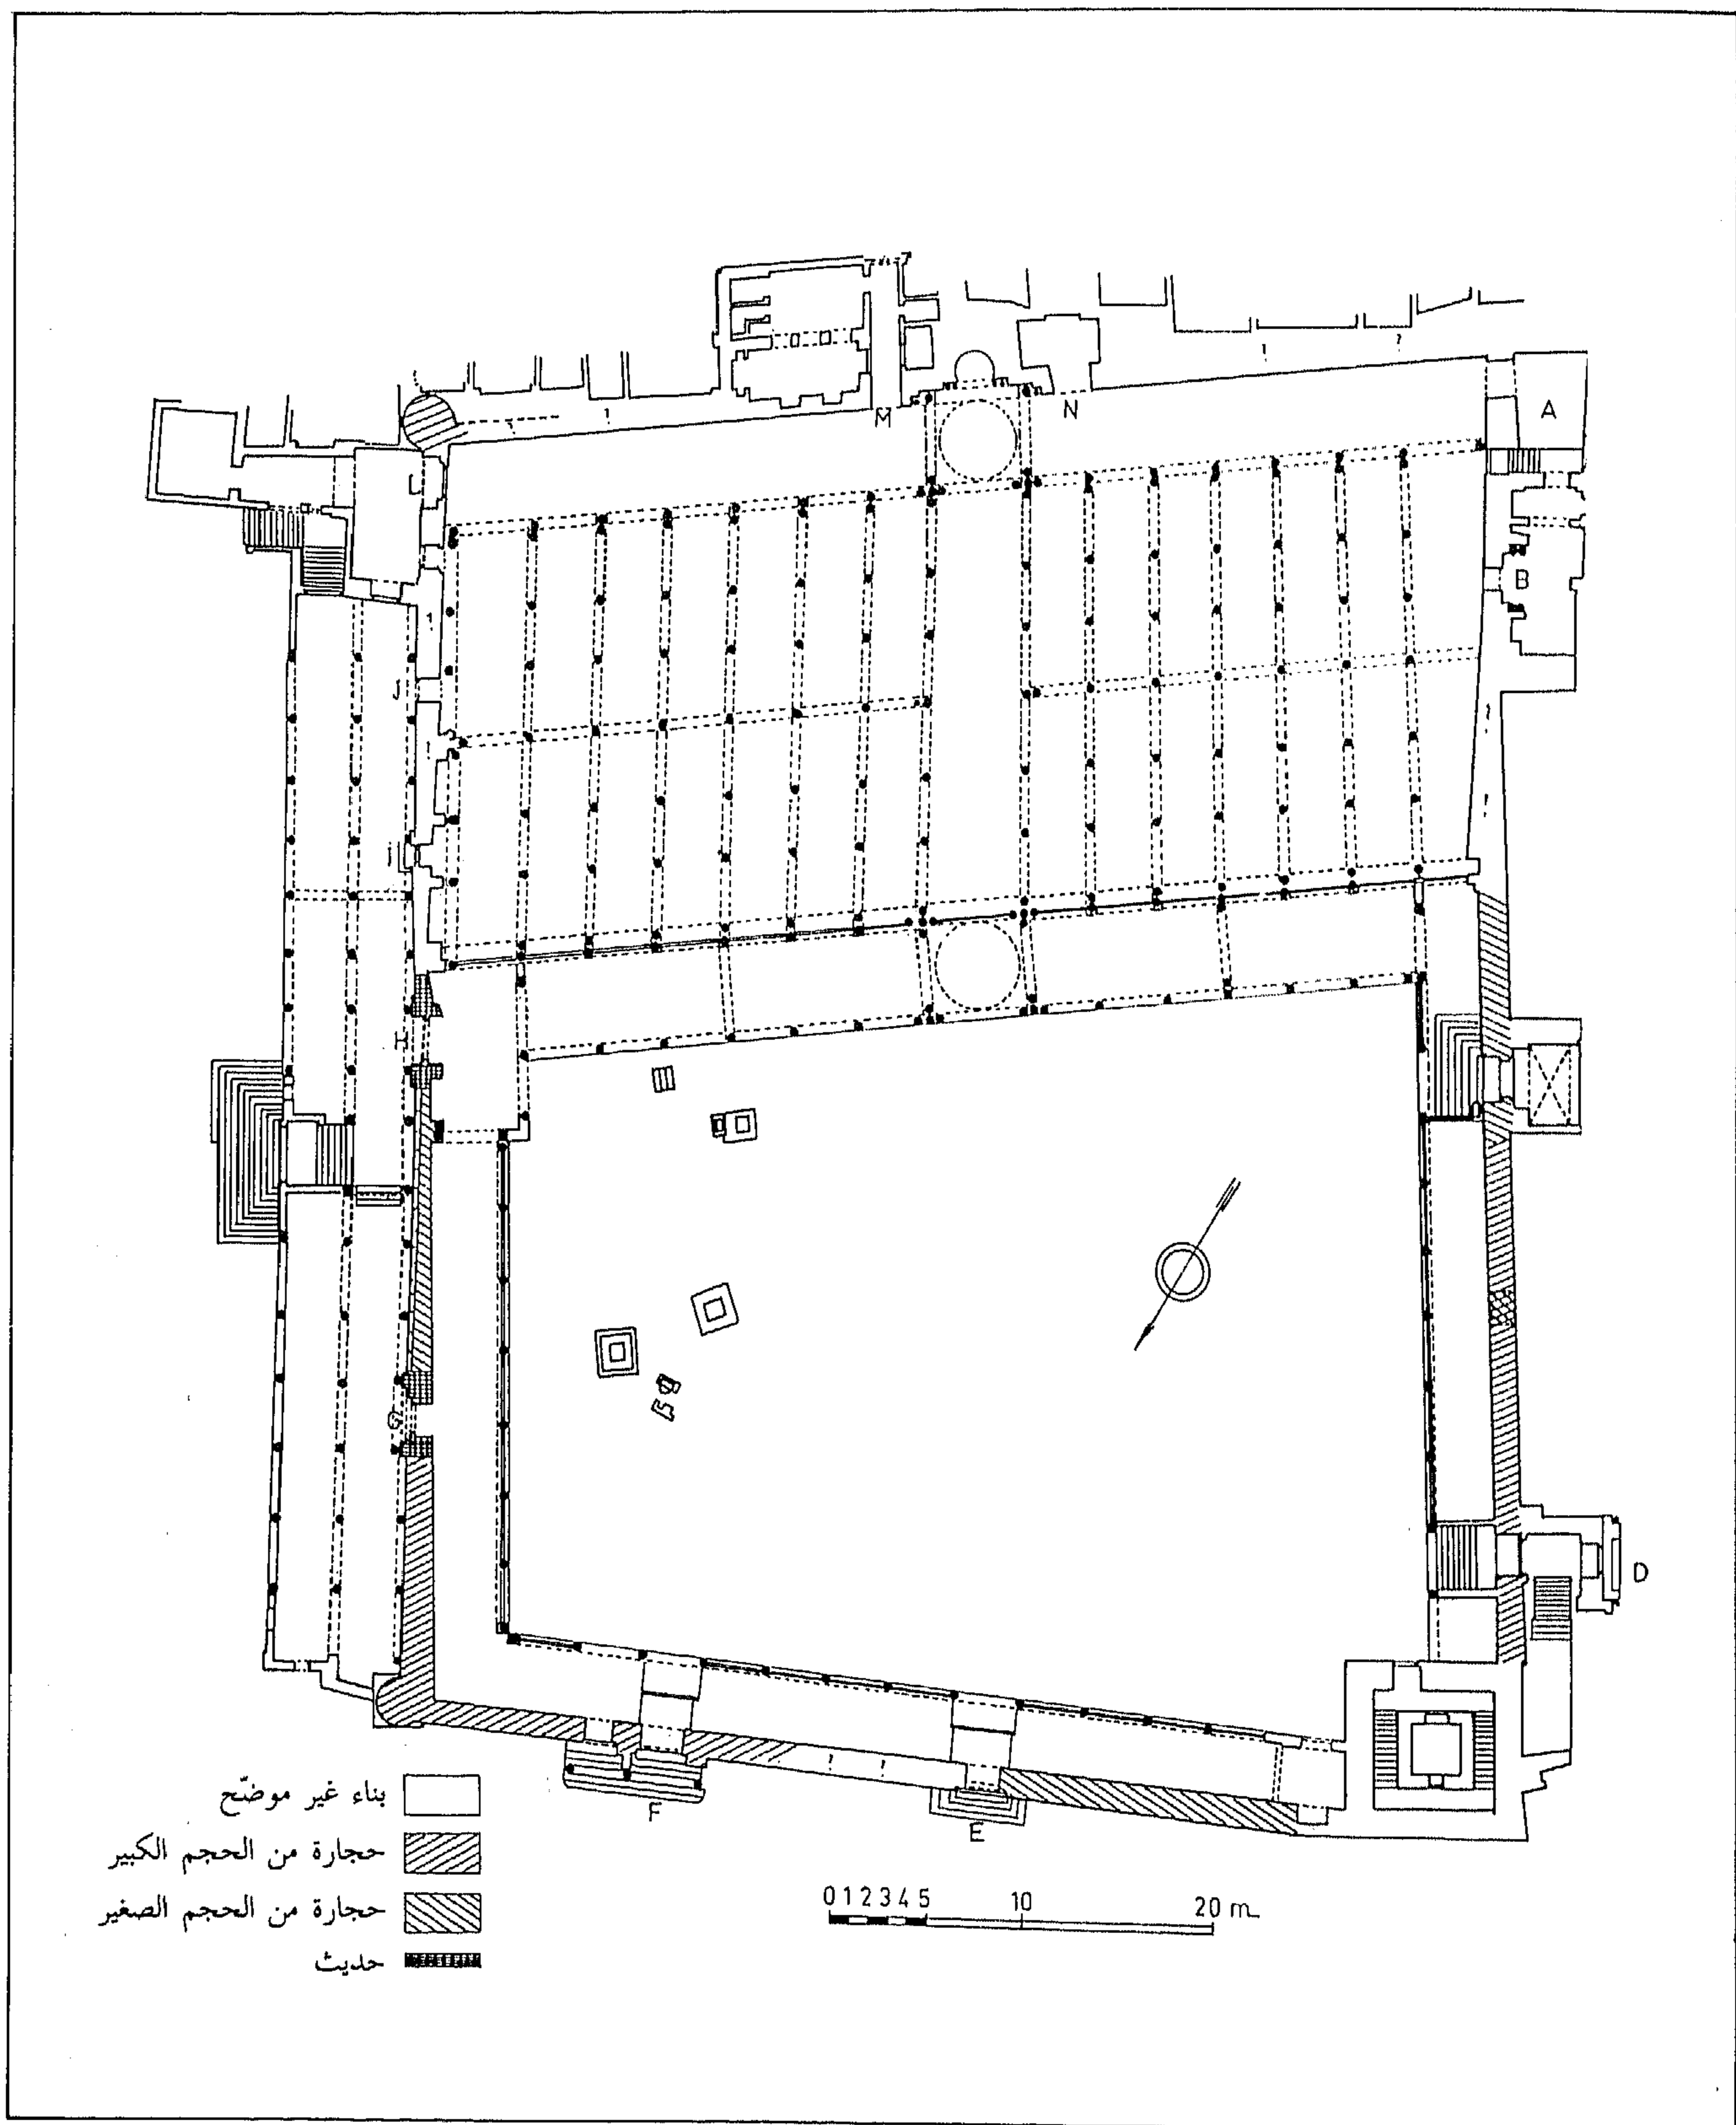 M
N
A
L
B
J
I
H
G
D
F
E
بناء غير موضّح
حجارة من الحجم الكبير
حجارة من الحجم الصغير
حديث
0 1 2 3 4 5 10 20 m